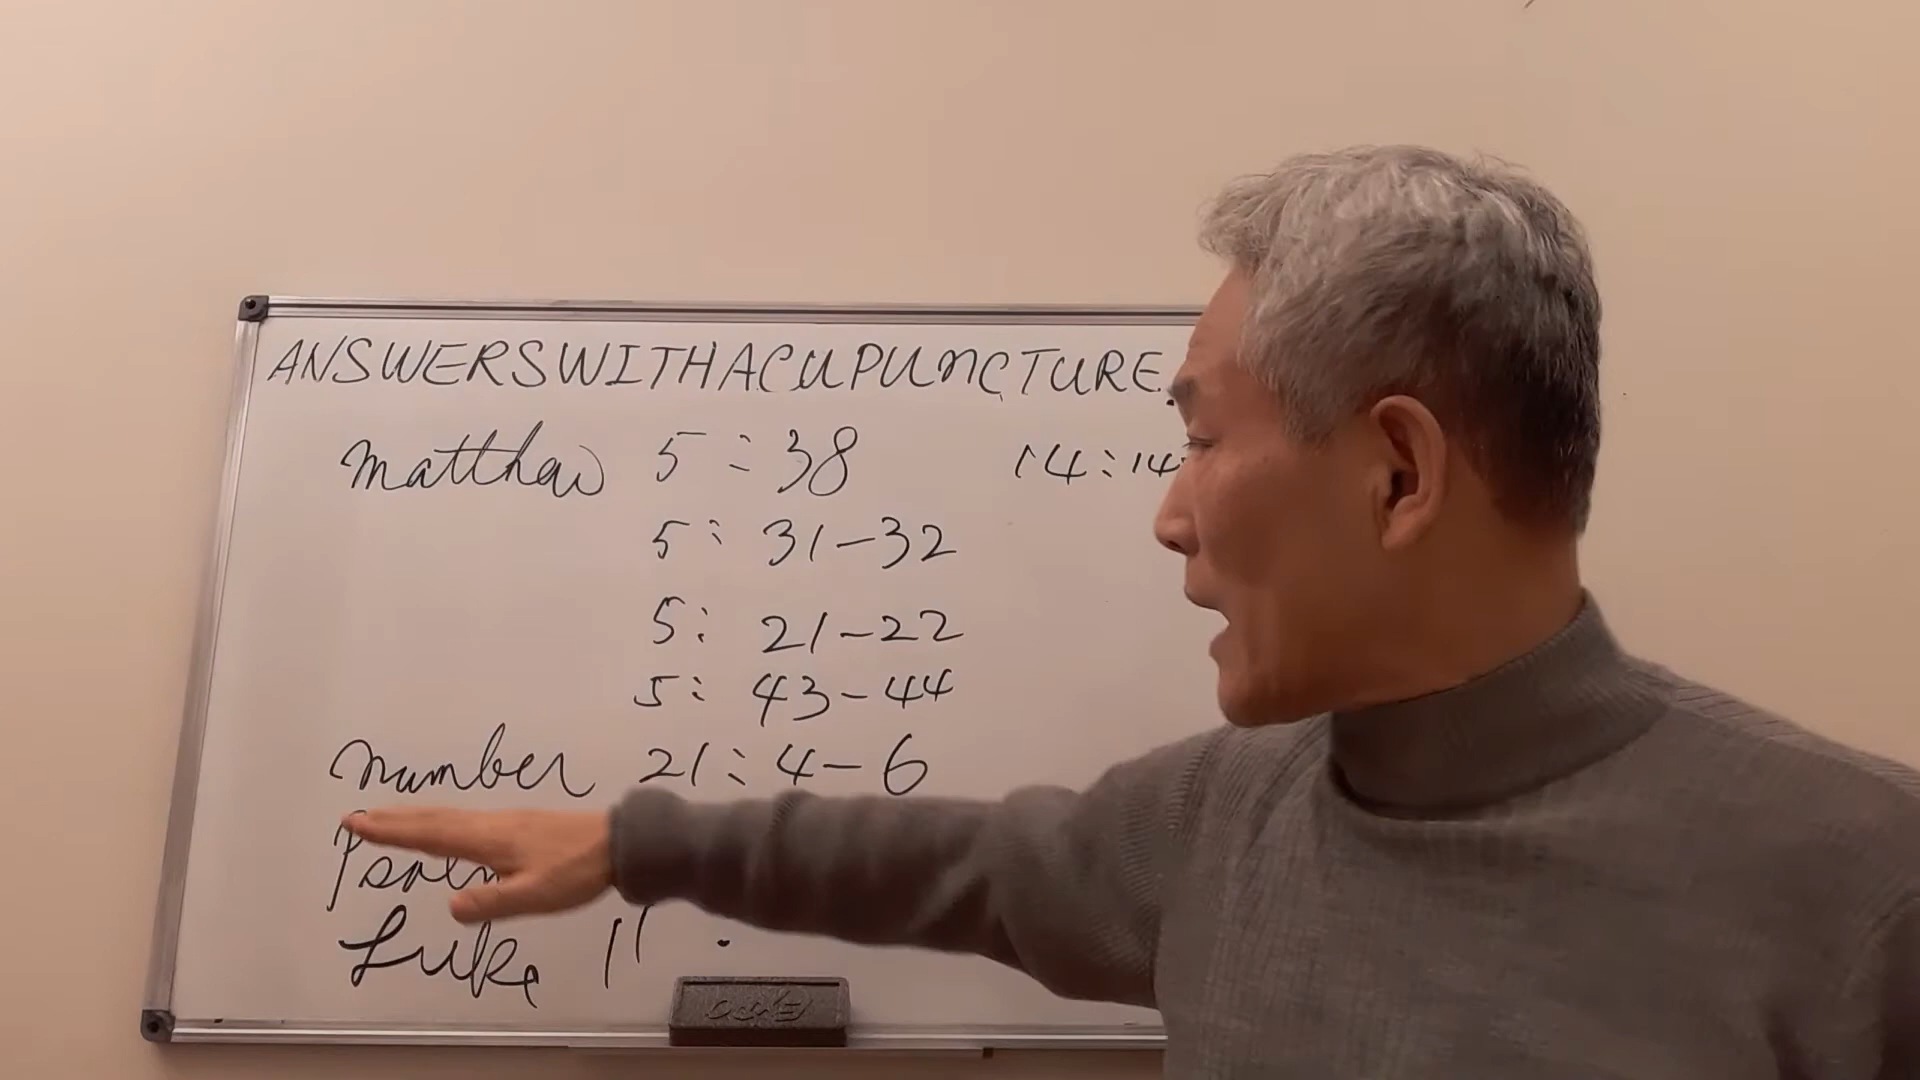 ANSWERSWITHACUPUNCTURE.
Matthew 5:38 14:14
5: 31-32
5: 21-22
5: 43-44
number 21:4-6
Luke 11: